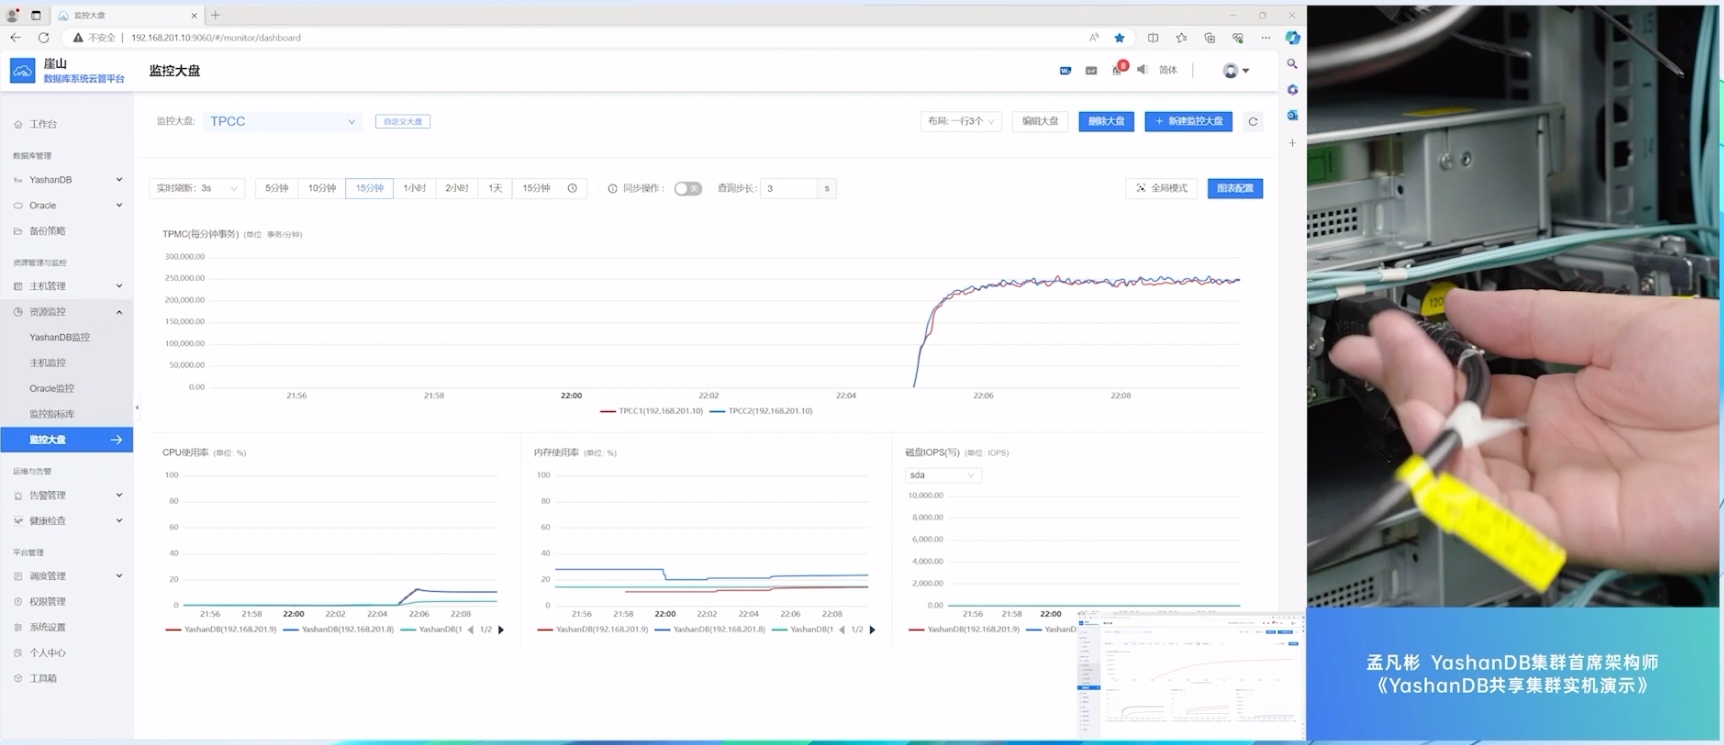 监控大盘
不安全 | 192.168.201.10:9060/#/monitor/dashboard
崖山
数据库系统云管平台
监控大盘
8
简体
工作台
数据库管理
YashanDB
Oracle
备份策略
资源管理与监控
主机管理
资源监控
YashanDB监控
主机监控
Oracle监控
监控指标库
监控大盘
运维与告警
告警管理
健康检查
平台管理
调度管理
权限管理
系统设置
个人中心
工具箱
监控大盘: TPCC 自定义大盘
布局: 一行3个 编辑大盘 删除大盘 + 新建监控大盘
实时刷新: 3s 5分钟 10分钟 15分钟 1小时 2小时 1天 15分钟 同步操作: 关 查询步长: 3 s 全局模式 图表配置
TPMC(每分钟事务) (单位: 事务/分钟)
300,000.00
250,000.00
200,000.00
150,000.00
100,000.00
50,000.00
0.00
21:56 21:58 22:00 22:02 22:04 22:06 22:08
TPCC1(192.168.201.10) TPCC2(192.168.201.10)
CPU使用率 (单位: %)
100
80
60
40
20
0
21:56 21:58 22:00 22:02 22:04 22:06 22:08
YashanDB(192.168.201.9) YashanDB(192.168.201.8) YashanDB(1 1/2
内存使用率 (单位: %)
100
80
60
40
20
0
21:56 21:58 22:00 22:02 22:04 22:06 22:08
YashanDB(192.168.201.9) YashanDB(192.168.201.8) YashanDB(1 1/2
磁盘IOPS(写) (单位: IOPS)
sda
10,000.00
8,000.00
6,000.00
4,000.00
2,000.00
0.00
21:56 21:58 22:00
YashanDB(192.168.201.9) YashanD
120
孟凡彬 YashanDB集群首席架构师
《YashanDB共享集群实机演示》